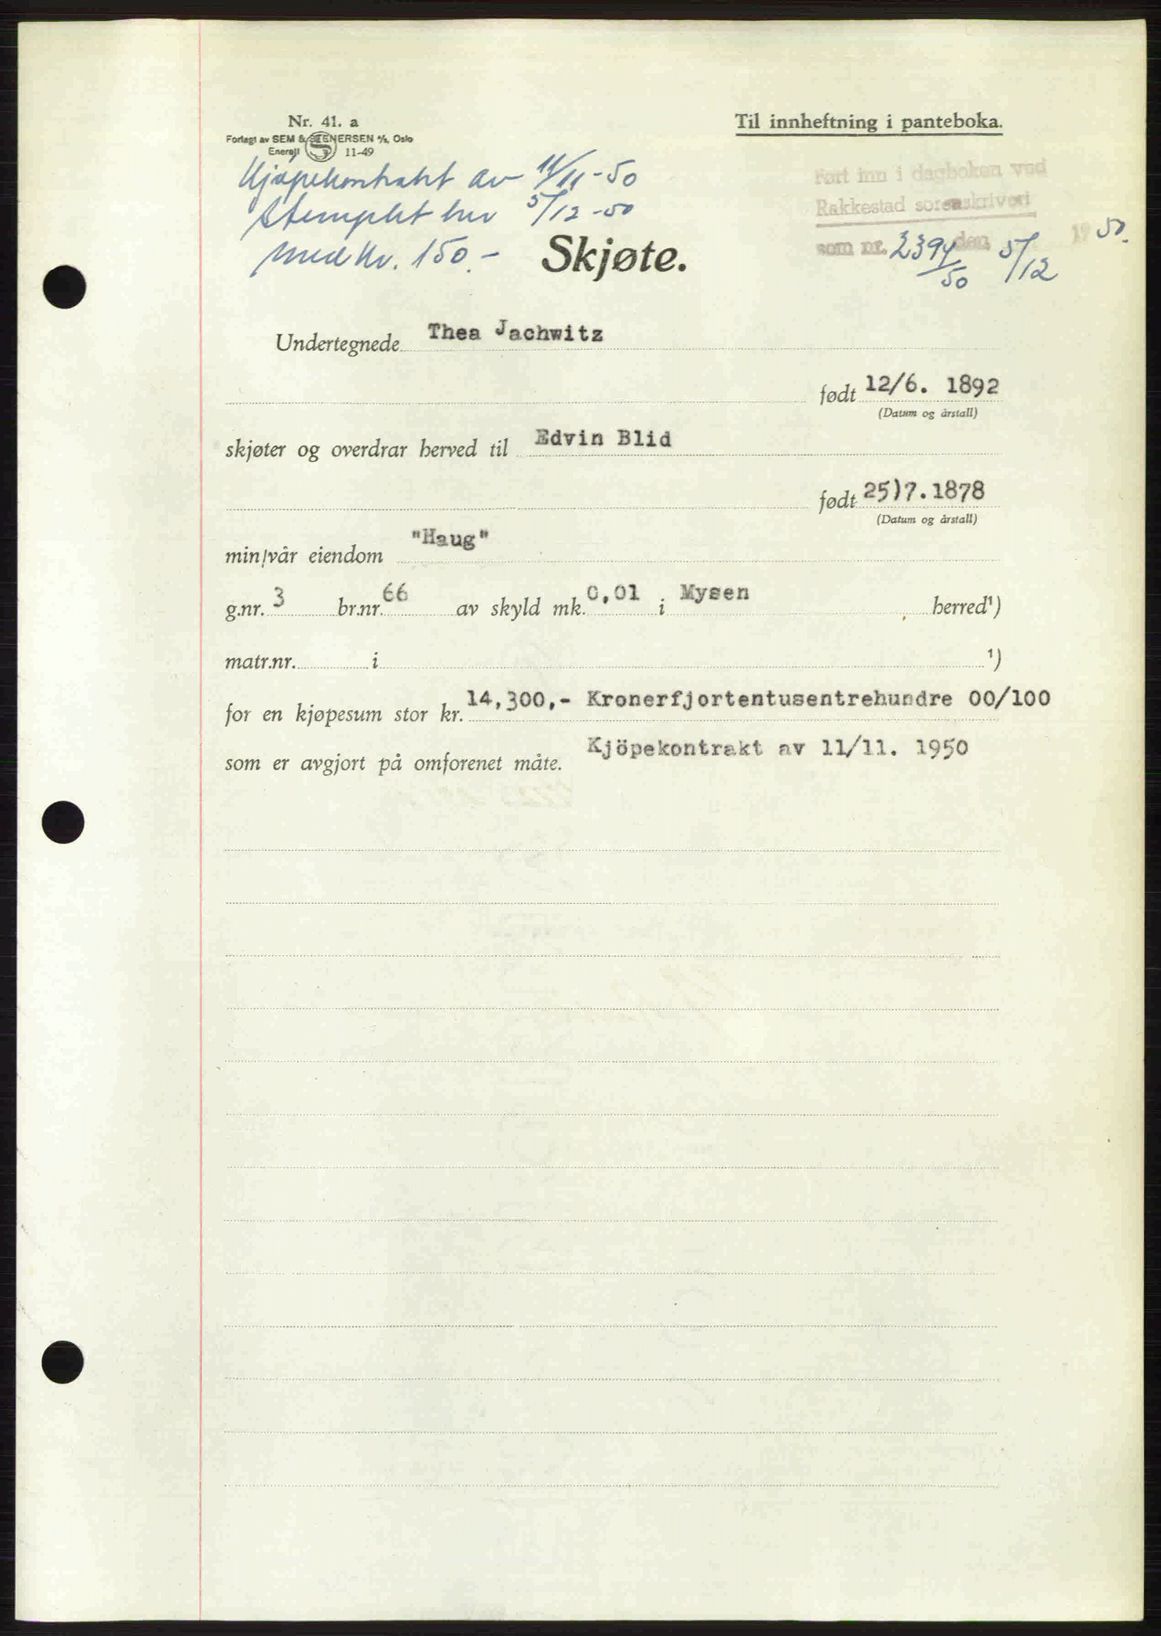 Nr. 41. a
Forlagt av SEM & STENERSEN A/S, Oslo
Energi 11-49
Til innheftning i panteboka.
Kjøpekontrakt av 11/11-50
stemplet her 5/12-50
med Kr. 150.-
Ført inn i dagboken ved
Rakkestad sorenskriveri
som nr. 2394/50 den 5/12 1950.
Skjøte.
Undertegnede Thea Jachwitz
født 12/6. 1892
(Datum og årstall)
skjøter og overdrar herved til Edvin Blid
født 25)7.1878
(Datum og årstall)
min/vår eiendom "Haug"
g.nr. 3 br.nr. 66 av skyld mk. 0,01 i Mysen herred¹)
matr.nr. i ¹)
for en kjøpesum stor kr. 14,300,- Kronerfjortentusentrehundre 00/100
som er avgjort på omforenet måte. Kjöpekontrakt av 11/11. 1950